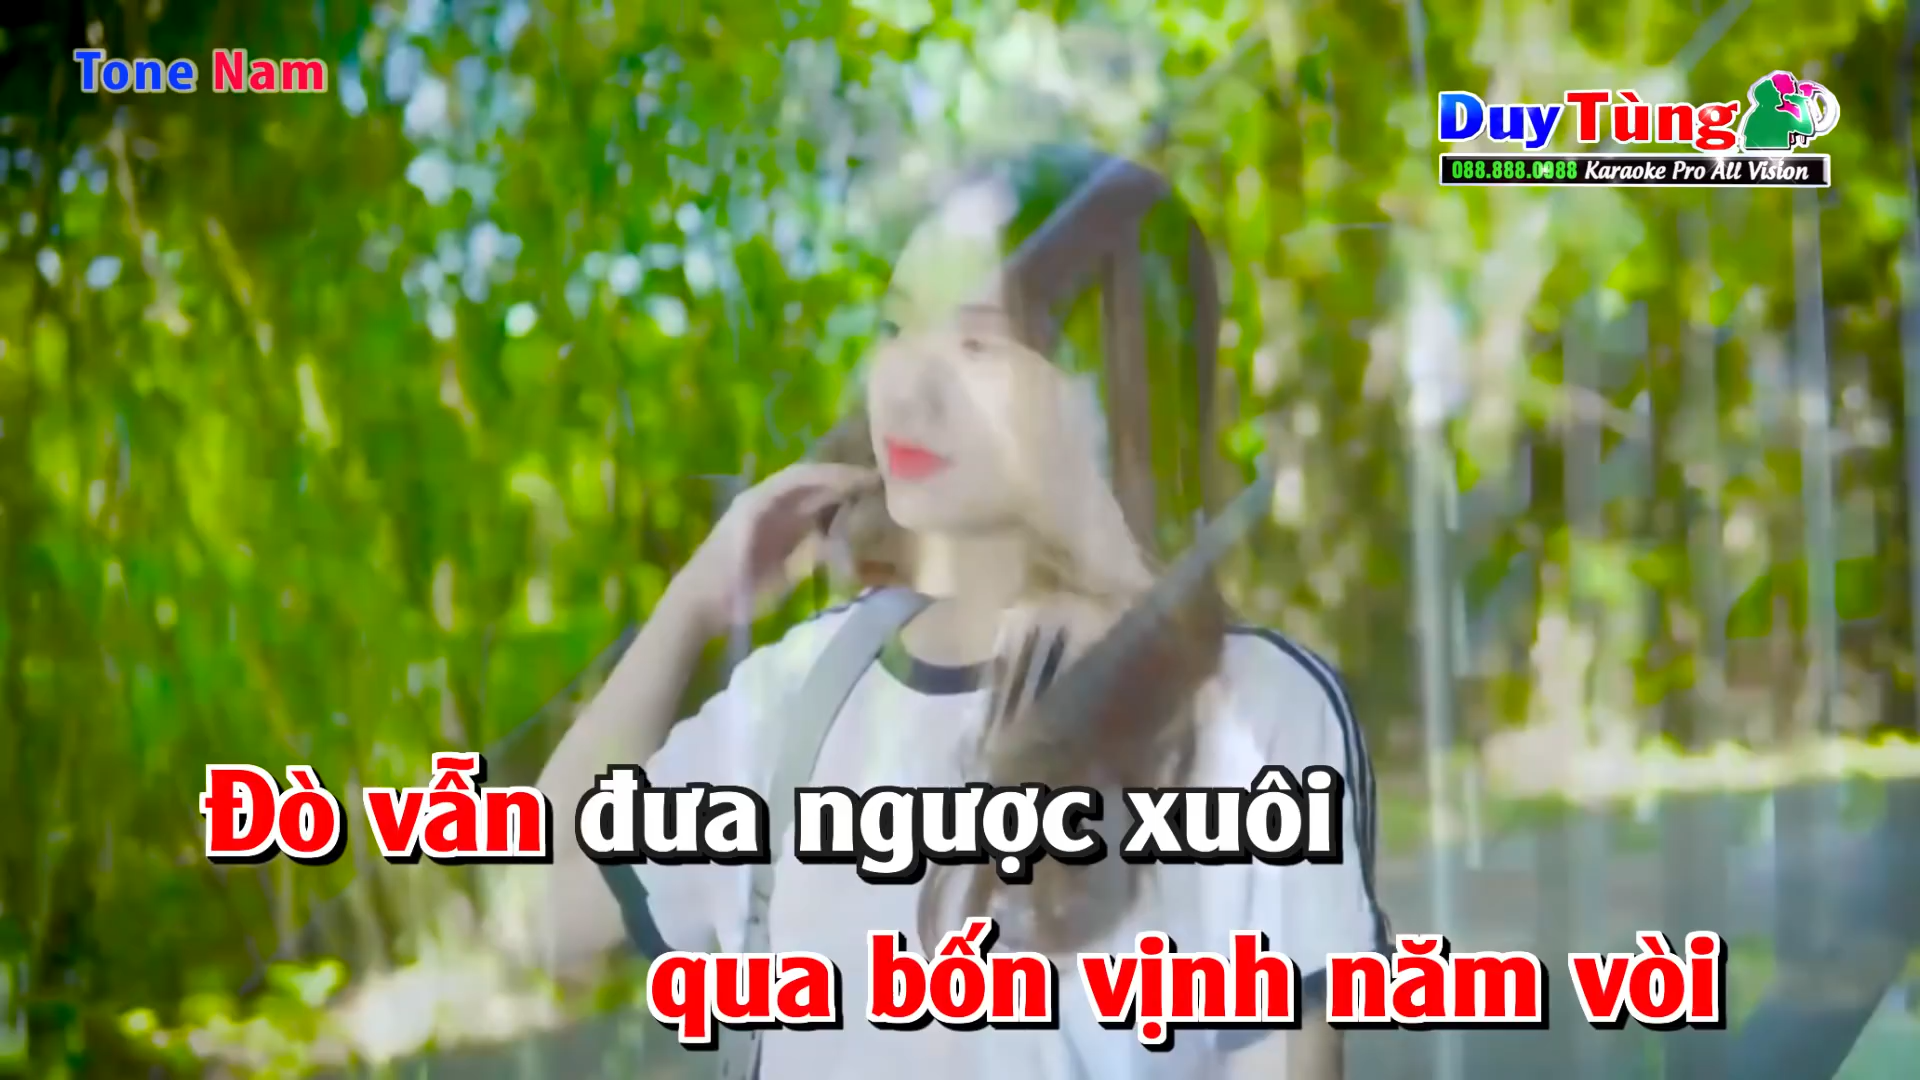 Tone Nam
Duy Tùng
088.888.0988 Karaoke Pro All Vision
Đò vẫn đưa ngược xuôi
qua bốn vịnh năm vòi